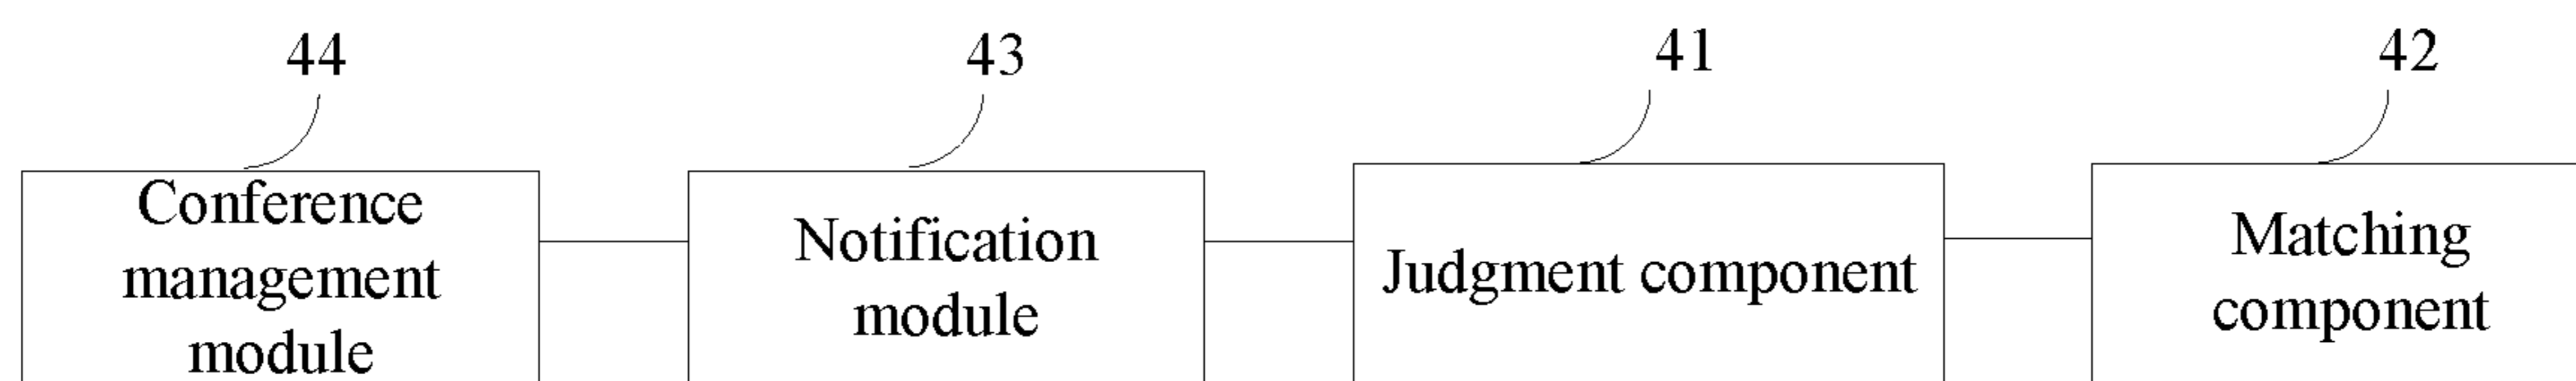 44
43
41
42
Conference
management
module
Notification
module
Judgment component
Matching
component